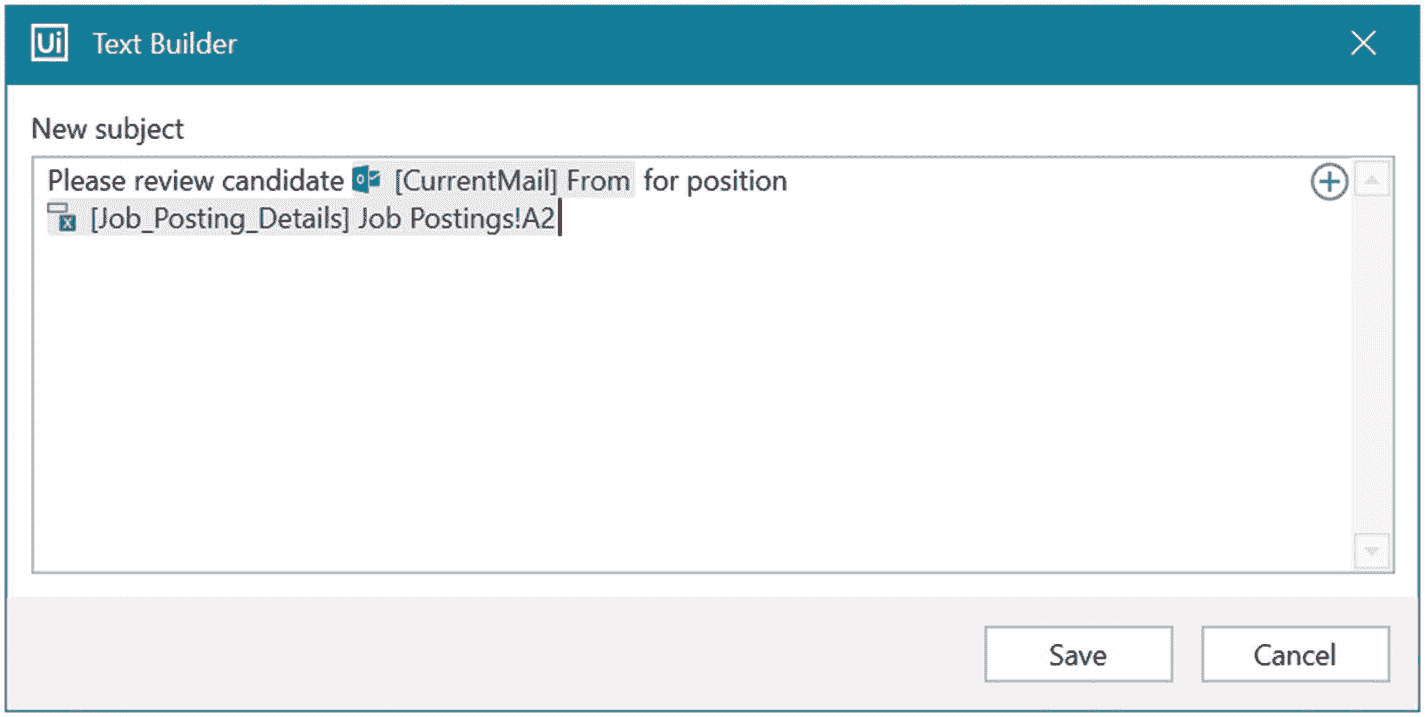 Ui Text Builder
New subject
Please review candidate [CurrentMail] From for position
[Job_Posting_Details] Job Postings!A2
Save Cancel